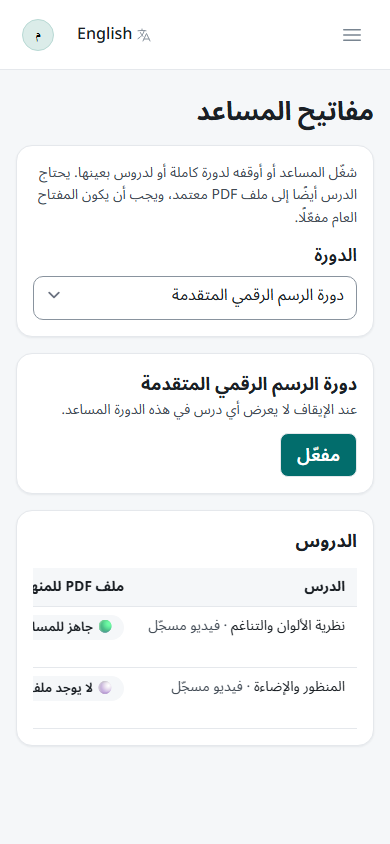 English
م
مفاتيح المساعد
شغّل المساعد أو أوقفه لدورة كاملة أو لدروس بعينها. يحتاج
الدرس أيضًا إلى ملف PDF معتمد، ويجب أن يكون المفتاح
العام مفعّلًا.
الدورة
دورة الرسم الرقمي المتقدمة
دورة الرسم الرقمي المتقدمة
عند الإيقاف لا يعرض أي درس في هذه الدورة المساعد.
مفعّل
الدروس
الدرس ملف PDF
نظرية الألوان والتناغم · فيديو مسجّل جاهز
المنظور والإضاءة · فيديو مسجّل لا يوجد